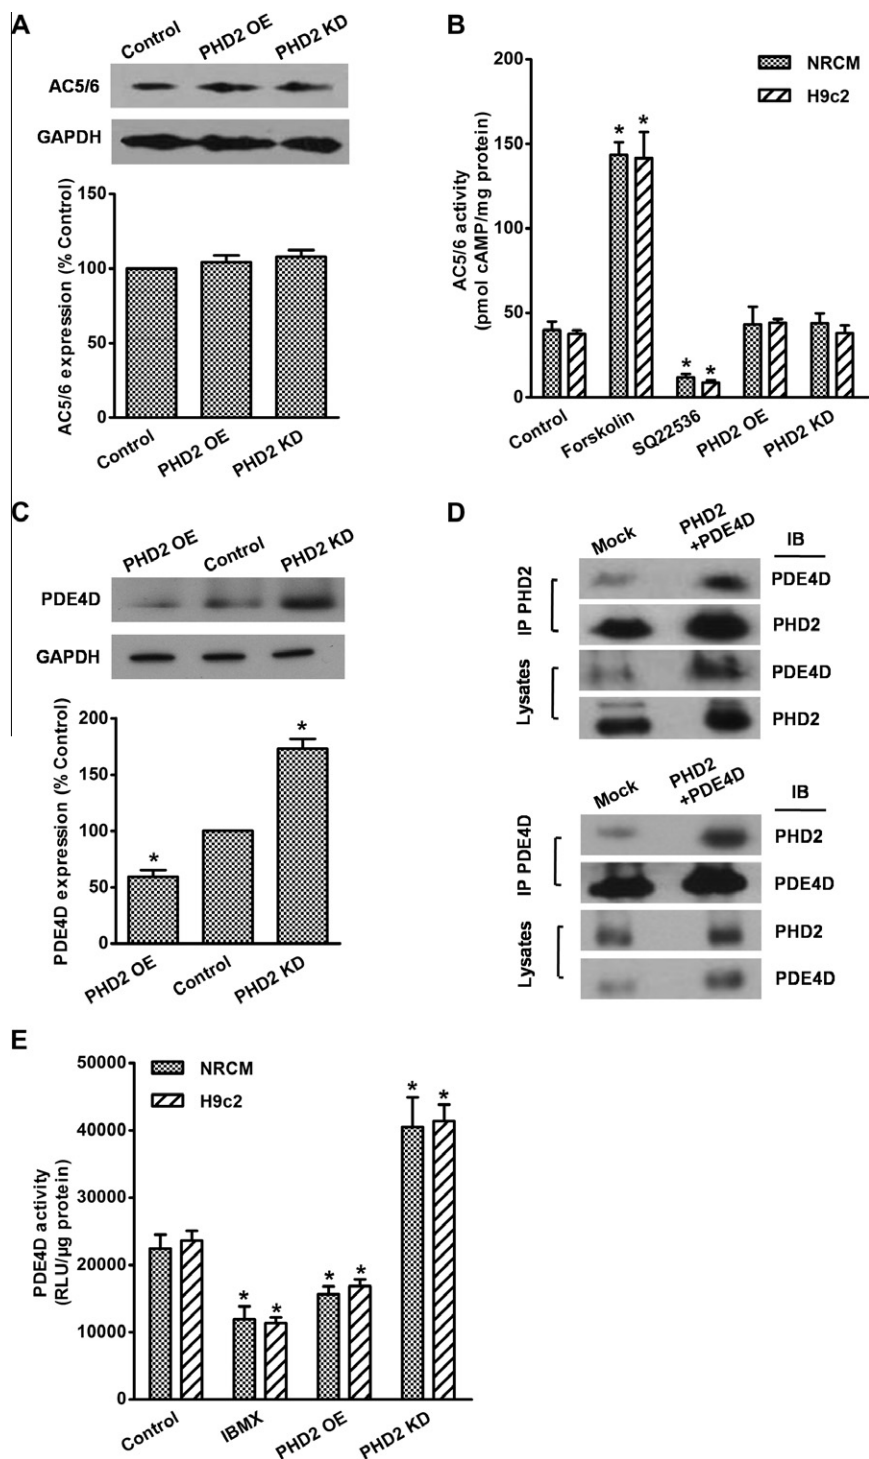 A
Control
PHD2 OE
PHD2 KD
AC5/6
GAPDH
AC5/6 expression (% Control)
150
100
50
0
Control
PHD2 OE
PHD2 KD
B
AC5/6 activity
(pmol cAMP/mg protein)
200
150
100
50
0
NRCM
H9c2
* *
* *
Control
Forskolin
SQ22536
PHD2 OE
PHD2 KD
C
PHD2 OE
Control
PHD2 KD
PDE4D
GAPDH
PDE4D expression (% Control)
200
150
100
50
0
*
*
PHD2 OE
Control
PHD2 KD
D
Mock
PHD2
+PDE4D
IB
IP PHD2
PDE4D
PHD2
Lysates
PDE4D
PHD2
Mock
PHD2
+PDE4D
IB
IP PDE4D
PHD2
PDE4D
Lysates
PHD2
PDE4D
E
PDE4D activity
(RLU/µg protein)
50000
40000
30000
20000
10000
0
NRCM
H9c2
* *
* *
* *
Control
IBMX
PHD2 OE
PHD2 KD